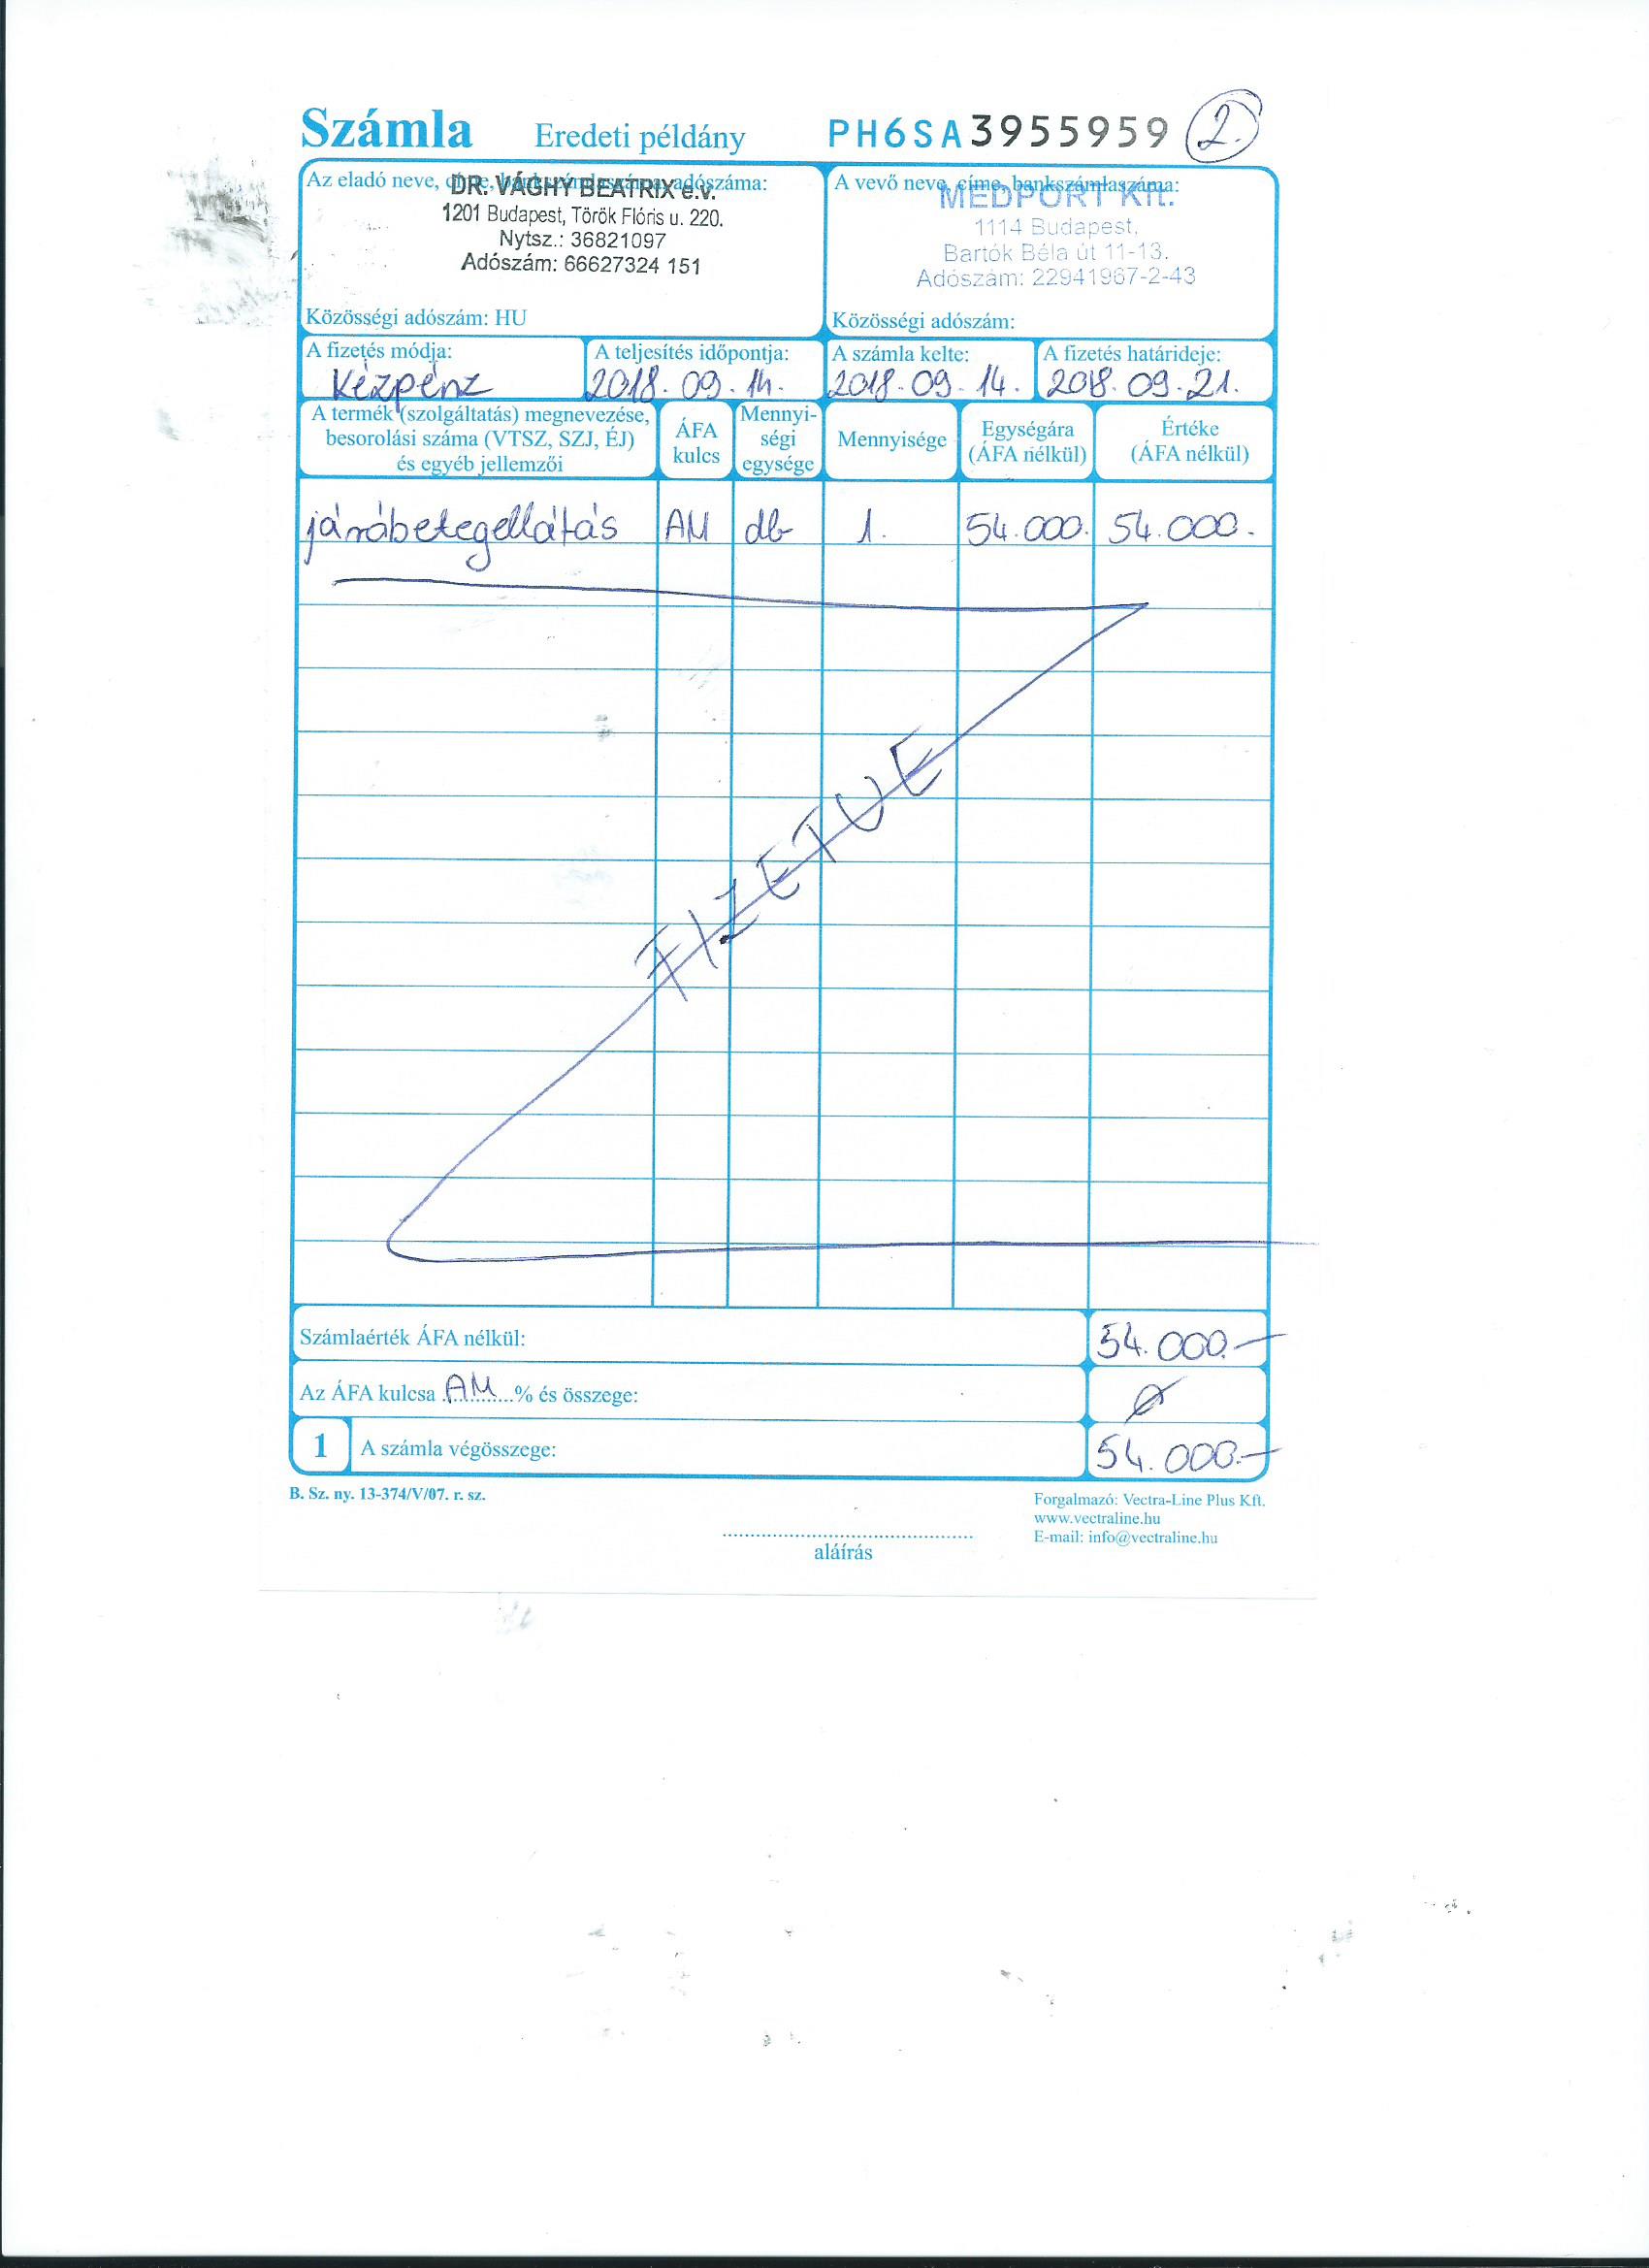 Számla Eredeti példány PH6SA3955959 2.
Az eladó neve, címe, bankszámlaszáma, adószáma:
DR. VÁGHY BEATRIX e.v.
1201 Budapest, Török Flóris u. 220.
Nytsz.: 36821097
Adószám: 66627324 151
Közösségi adószám: HU
A vevő neve, címe, bankszámlaszáma:
MEDPORT Kft.
1114 Budapest,
Bartók Béla út 11-13.
Adószám: 22941967-2-43
Közösségi adószám:
A fizetés módja: A teljesítés időpontja: A számla kelte: A fizetés határideje:
Kézpénz 2018.09.14. 2018.09.14. 2018.09.21.
A termék (szolgáltatás) megnevezése,
besorolási száma (VTSZ, SZJ, ÉJ)
és egyéb jellemzői
ÁFA
kulcs
Mennyi-
ségi
egysége
Mennyisége
Egységára
(ÁFA nélkül)
Értéke
(ÁFA nélkül)
járóbetegellátás AM db 1. 54.000. 54.000.
FIZETVE
Számlaérték ÁFA nélkül: 54.000.-
Az ÁFA kulcsa AM % és összege: Ø
1 A számla végösszege: 54.000.-
B. Sz. ny. 13-374/V/07. r. sz.
aláírás
Forgalmazó: Vectra-Line Plus Kft.
www.vectraline.hu
E-mail: info@vectraline.hu